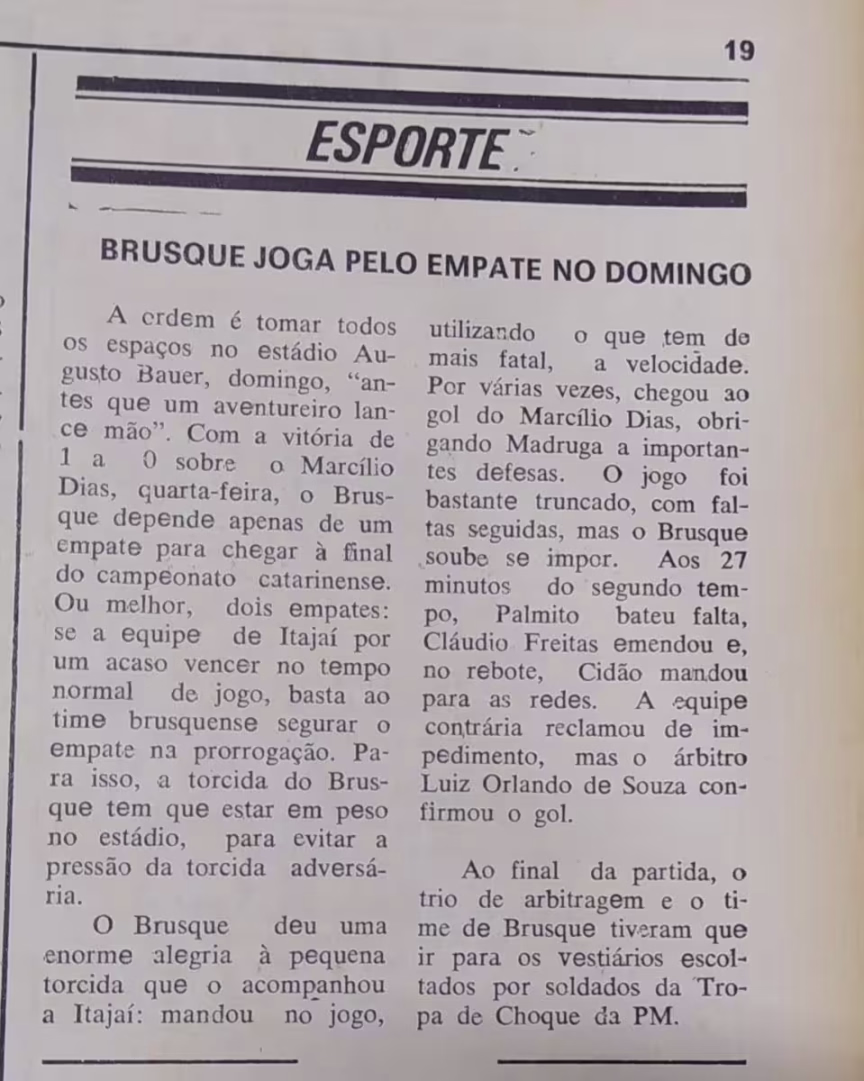 19
ESPORTE
BRUSQUE JOGA PELO EMPATE NO DOMINGO
A ordem é tomar todos
os espaços no estádio Au-
gusto Bauer, domingo, “an-
tes que um aventureiro lan-
ce mão”. Com a vitória de
1 a 0 sobre o Marcílio
Dias, quarta-feira, o Brus-
que depende apenas de um
empate para chegar à final
do campeonato catarinense.
Ou melhor, dois empates:
se a equipe de Itajaí por
um acaso vencer no tempo
normal de jogo, basta ao
time brusquense segurar o
empate na prorrogação. Pa-
ra isso, a torcida do Brus-
que tem que estar em peso
no estádio, para evitar a
pressão da torcida adversá-
ria.
O Brusque deu uma
enorme alegria à pequena
torcida que o acompanhou
a Itajaí: mandou no jogo,
utilizando o que tem de
mais fatal, a velocidade.
Por várias vezes, chegou ao
gol do Marcílio Dias, obri-
gando Madruga a importan-
tes defesas. O jogo foi
bastante truncado, com fal-
tas seguidas, mas o Brusque
soube se impor. Aos 27
minutos do segundo tem-
po, Palmito bateu falta,
Cláudio Freitas emendou e,
no rebote, Cidão mandou
para as redes. A equipe
contrária reclamou de im-
pedimento, mas o árbitro
Luiz Orlando de Souza con-
firmou o gol.
Ao final da partida, o
trio de arbitragem e o ti-
me de Brusque tiveram que
ir para os vestiários escol-
tados por soldados da Tro-
pa de Choque da PM.